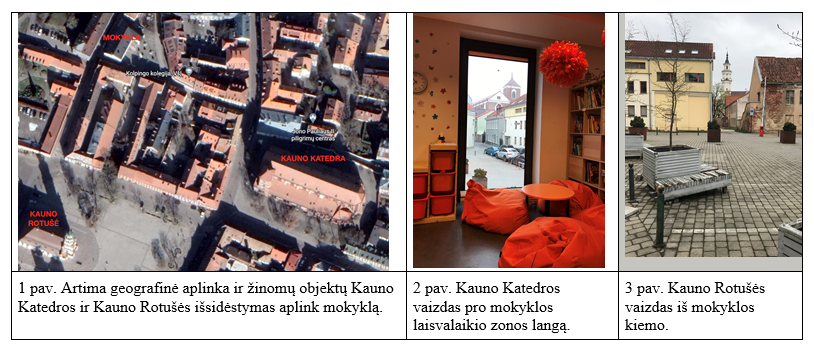 MOKYKLA
Kolpingo kolegija, VšĮ
Jono Pauliaus II
piligrimų centras
KAUNO KATEDRA
KAUNO
ROTUŠĖ
1 pav. Artima geografinė aplinka ir žinomų objektų Kauno
Katedros ir Kauno Rotušės išsidėstymas aplink mokyklą.
2 pav. Kauno Katedros
vaizdas pro mokyklos
laisvalaikio zonos langą.
3 pav. Kauno Rotušės
vaizdas iš mokyklos
kiemo.